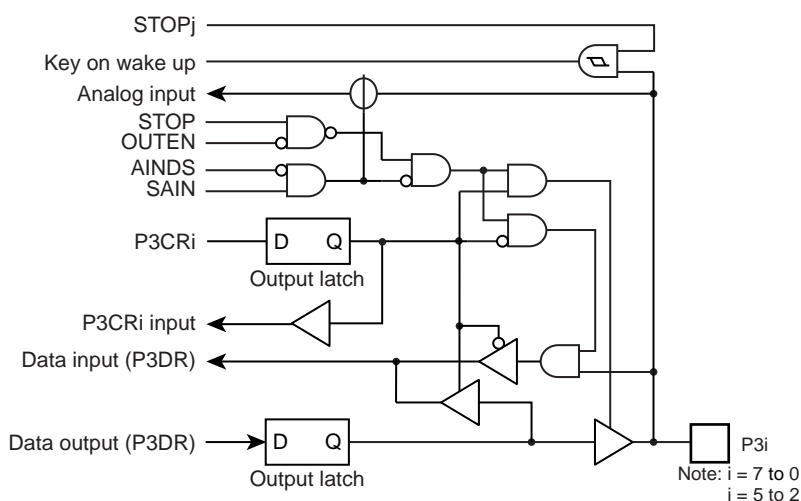 STOPj
Key on wake up
Analog input
STOP
OUTEN
AINDS
SAIN
P3CRi
D Q
Output latch
P3CRi input
Data input (P3DR)
Data output (P3DR)
D Q
Output latch
P3i
Note: i = 7 to 0
i = 5 to 2